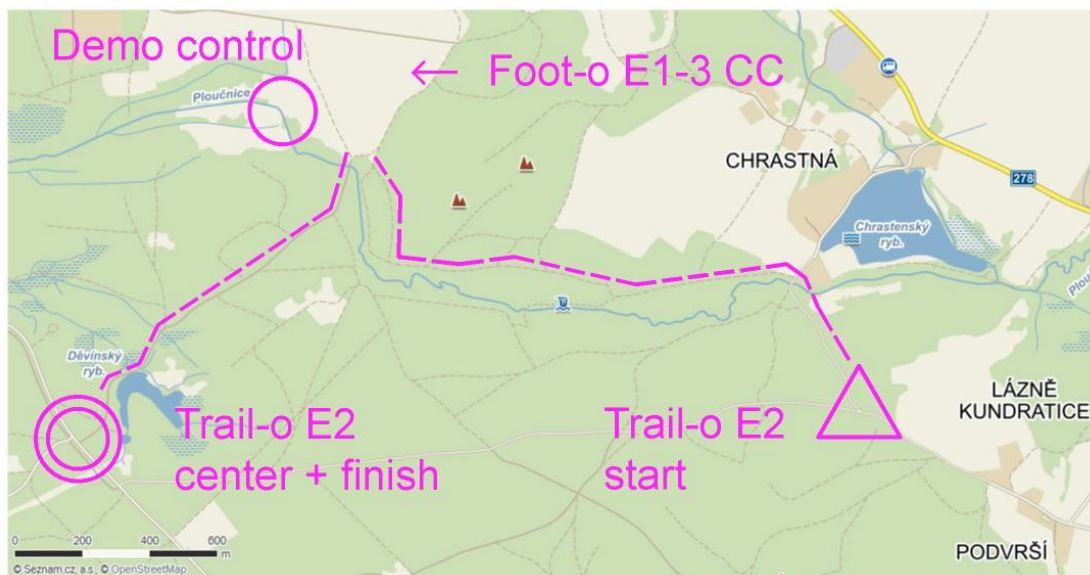 Demo control
← Foot-o E1-3 CC
Ploučnice
CHRASTNÁ
278
Chrastenský
ryb.
Děvínský
ryb.
LÁZNĚ
KUNDRATICE
Trail-o E2
center + finish
Trail-o E2
start
0 200 400 600
m
PODVRŠÍ
© Seznam.cz, a.s., © OpenStreetMap